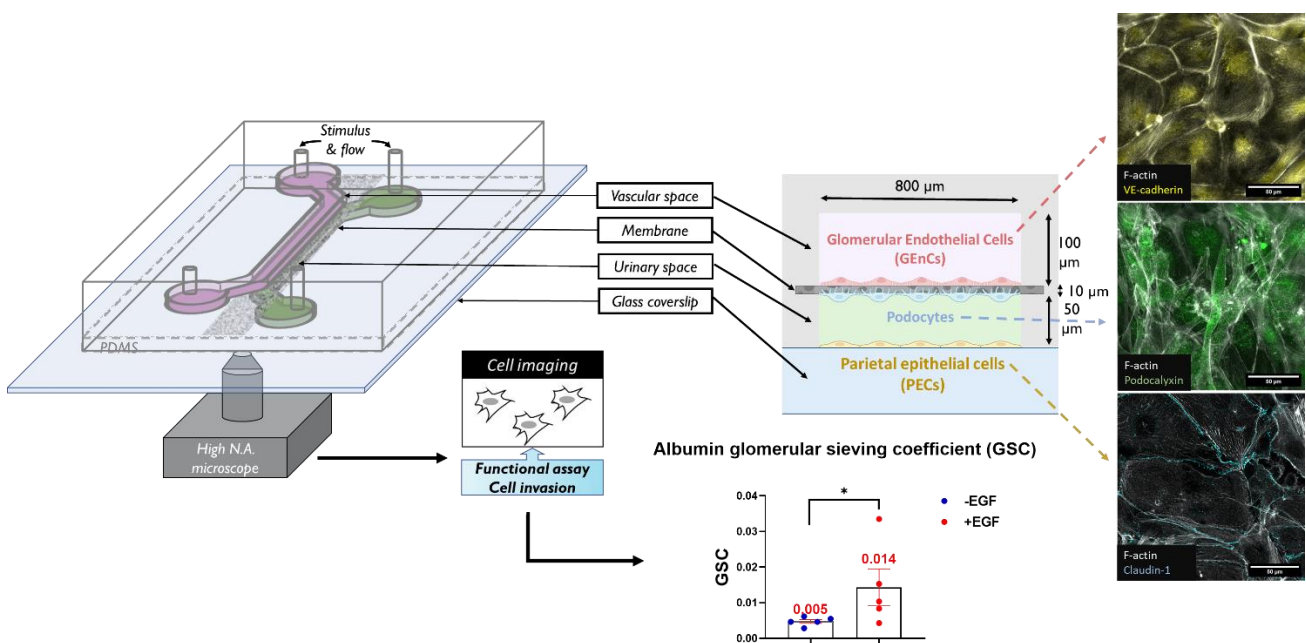 Stimulus
& flow
PDMS
High N.A.
microscope
Vascular space
Membrane
Urinary space
Glass coverslip
Cell imaging
Functional assay
Cell invasion
800 µm
Glomerular Endothelial Cells
(GEnCs)
100
µm
10 µm
Podocytes
50
µm
Parietal epithelial cells
(PECs)
F-actin
VE-cadherin
50 µm
F-actin
Podocalyxin
50 µm
F-actin
Claudin-1
50 µm
Albumin glomerular sieving coefficient (GSC)
*
-EGF
+EGF
GSC
0.04
0.03
0.02
0.01
0.00
0.005
0.014